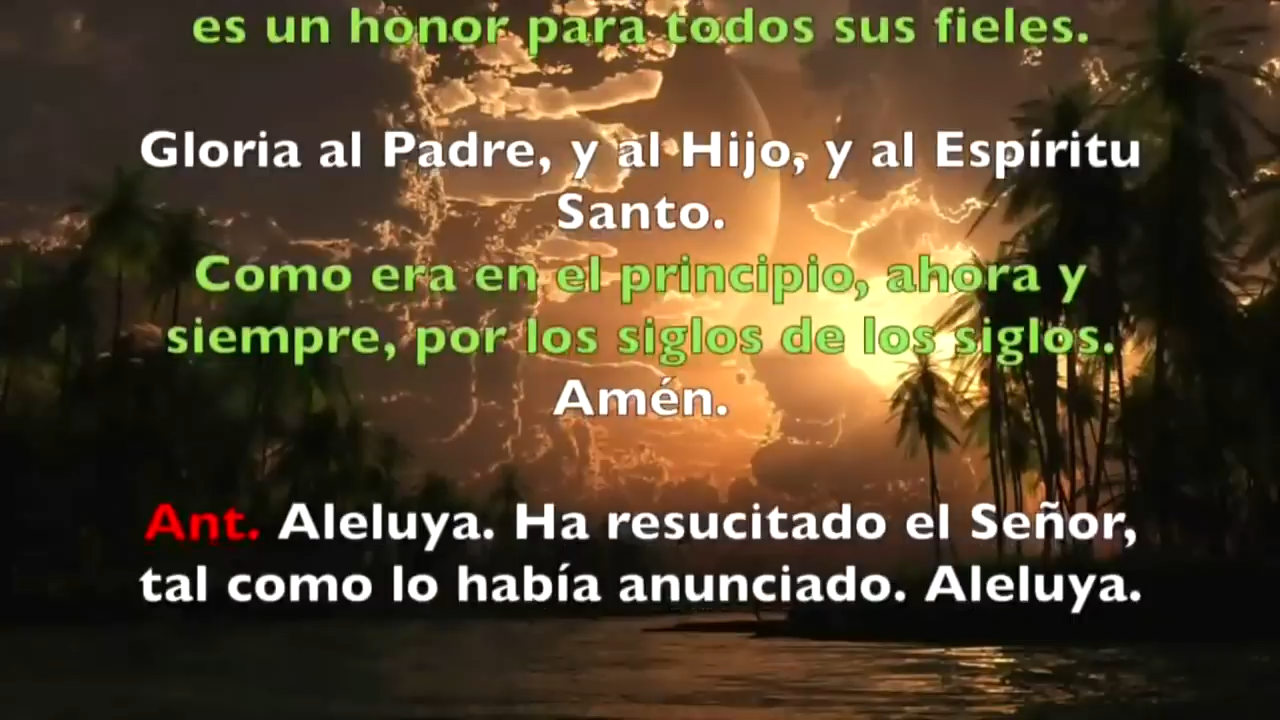 es un honor para todos sus fieles.
Gloria al Padre, y al Hijo, y al Espíritu
Santo.
Como era en el principio, ahora y
siempre, por los siglos de los siglos.
Amén.
Ant. Aleluya. Ha resucitado el Señor,
tal como lo había anunciado. Aleluya.